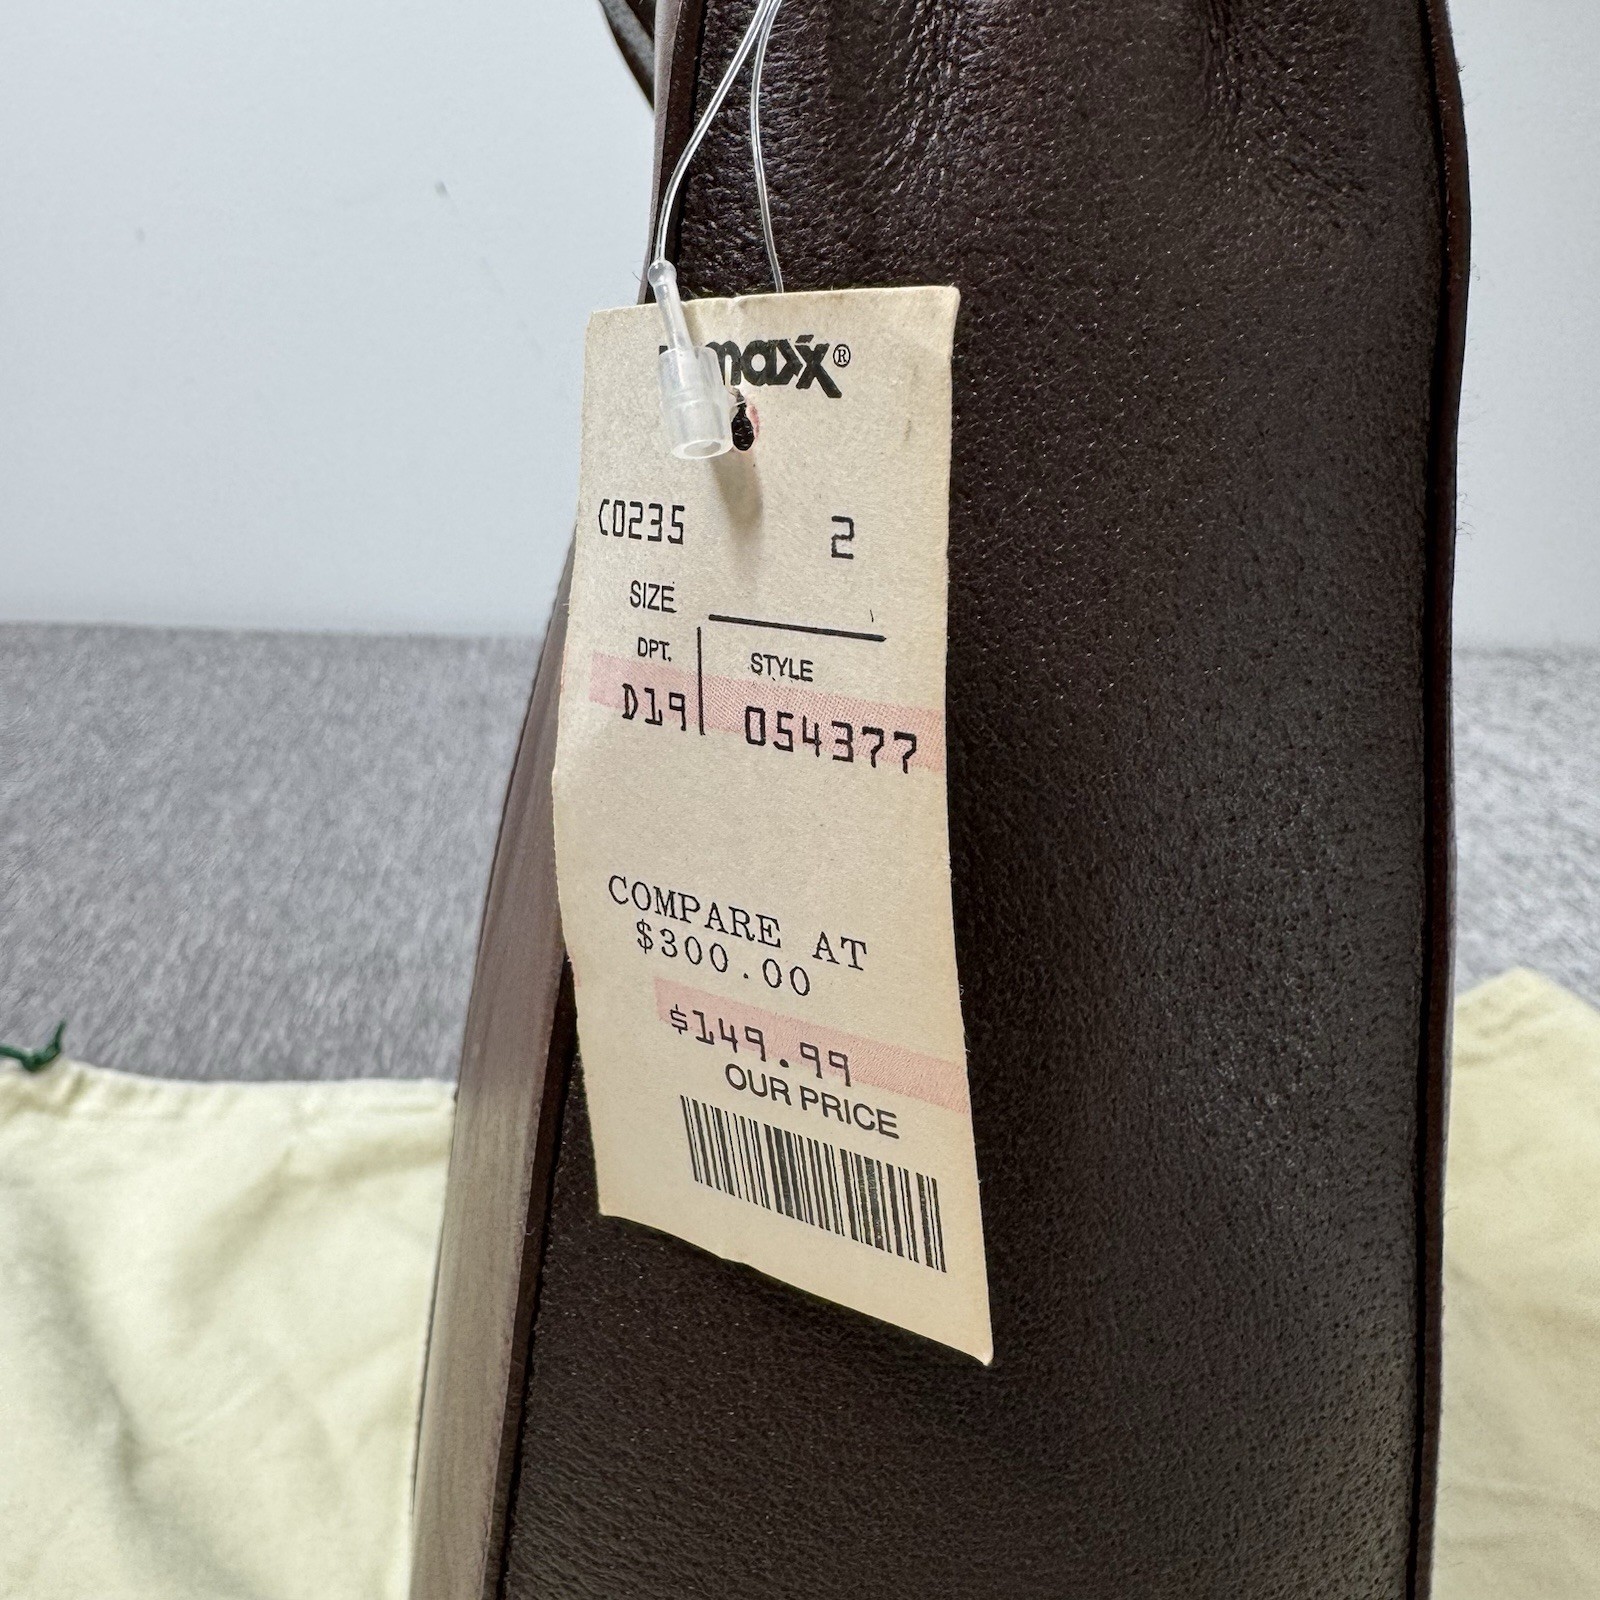 maxx®
C0235 2
SIZE
DPT. STYLE
D19 054377
COMPARE AT
$300.00
$149.99
OUR PRICE